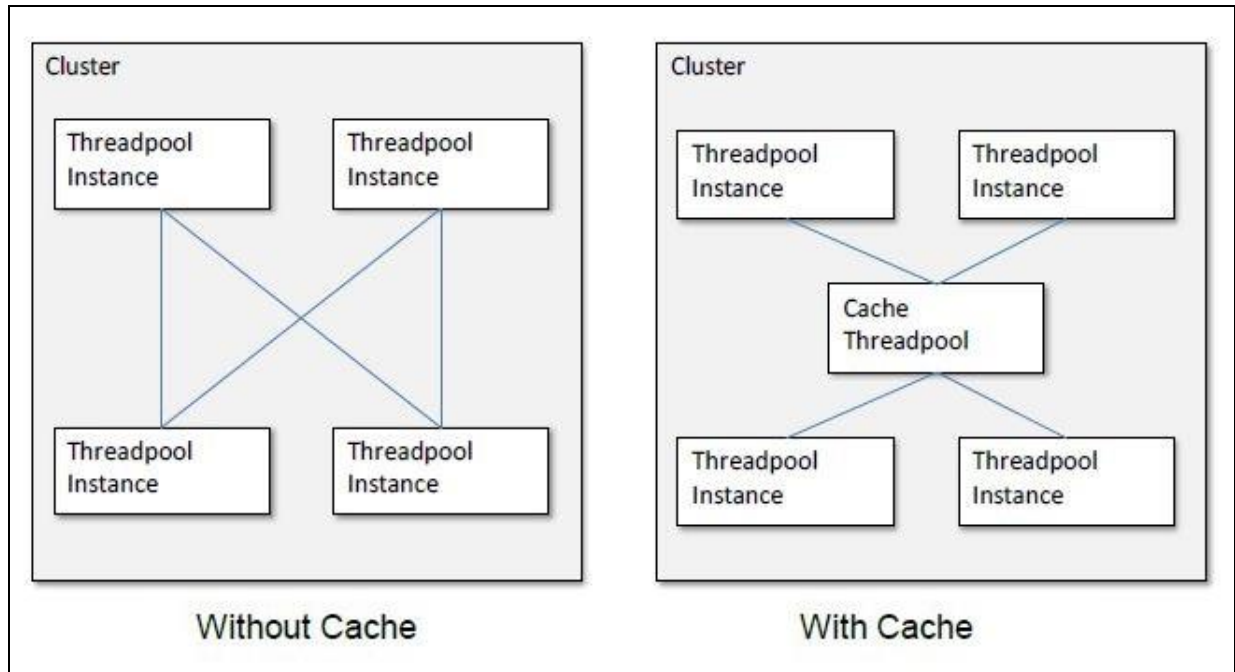 Cluster
Threadpool
Instance
Threadpool
Instance
Threadpool
Instance
Threadpool
Instance
Without Cache
Cluster
Threadpool
Instance
Threadpool
Instance
Cache
Threadpool
Threadpool
Instance
Threadpool
Instance
With Cache